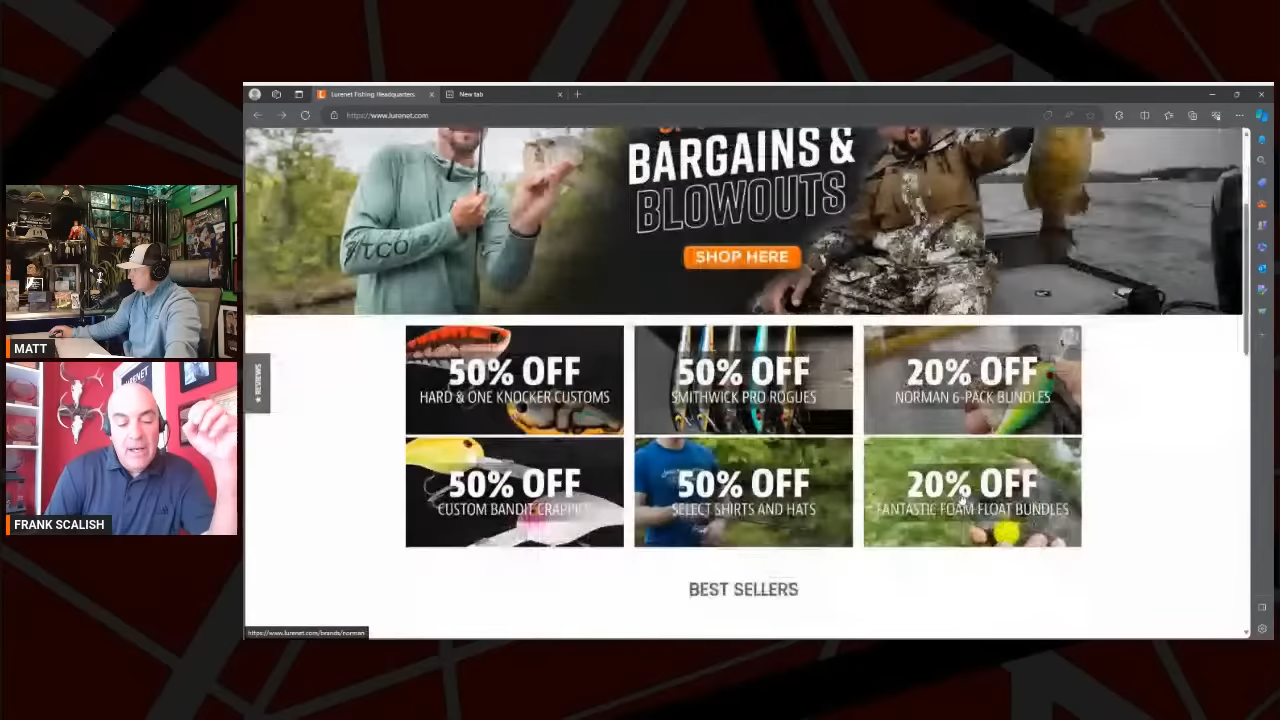 Lurenet Fishing Headquarters
New tab
https://www.lurenet.com
BARGAINS &
BLOWOUTS
SHOP HERE
REVIEWS
50% OFF
HARD & ONE KNOCKER CUSTOMS
50% OFF
SMITHWICK PRO ROGUES
20% OFF
NORMAN 6-PACK BUNDLES
50% OFF
CUSTOM BANDIT CRAPPIE
50% OFF
SELECT SHIRTS AND HATS
20% OFF
FANTASTIC FOAM FLOAT BUNDLES
BEST SELLERS
https://www.lurenet.com/brands/norman
MATT
LURENET
FRANK SCALISH